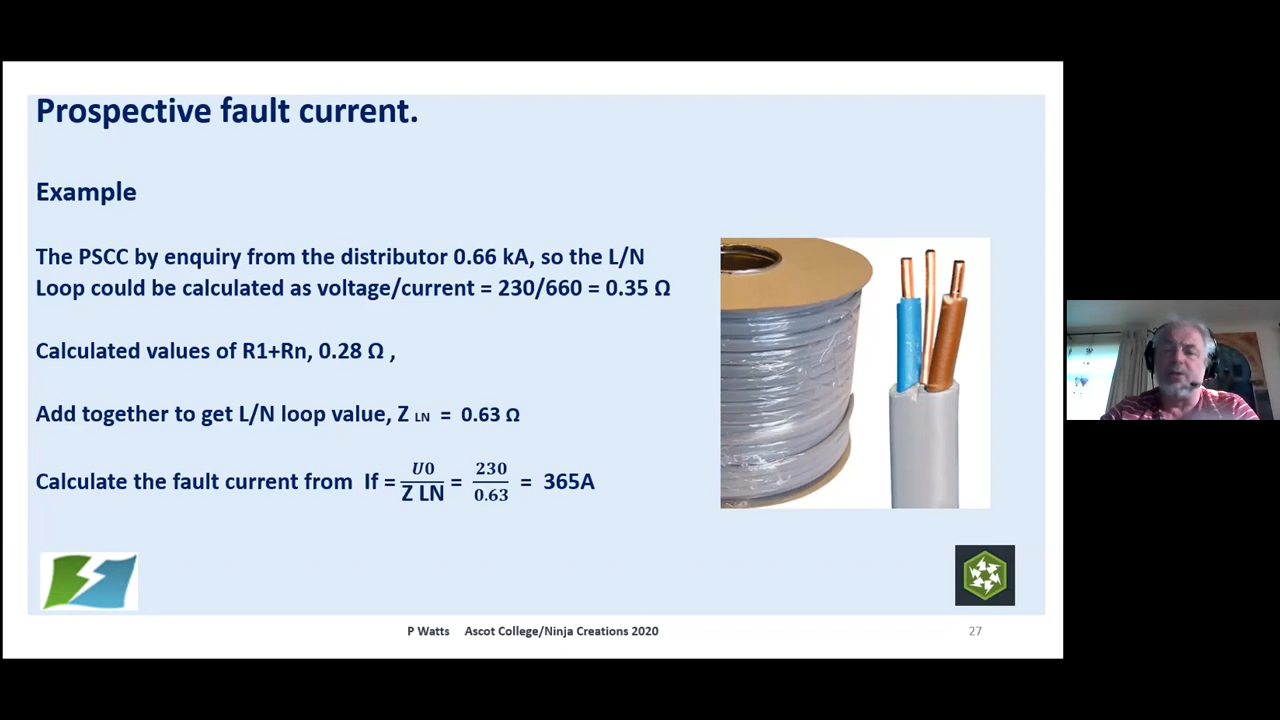 Prospective fault current.
Example
The PSCC by enquiry from the distributor 0.66 kA, so the L/N
Loop could be calculated as voltage/current = 230/660 = 0.35 Ω
Calculated values of R1+Rn, 0.28 Ω ,
Add together to get L/N loop value, Z LN = 0.63 Ω
Calculate the fault current from If = U0/Z LN = 230/0.63 = 365A
P Watts Ascot College/Ninja Creations 2020
27